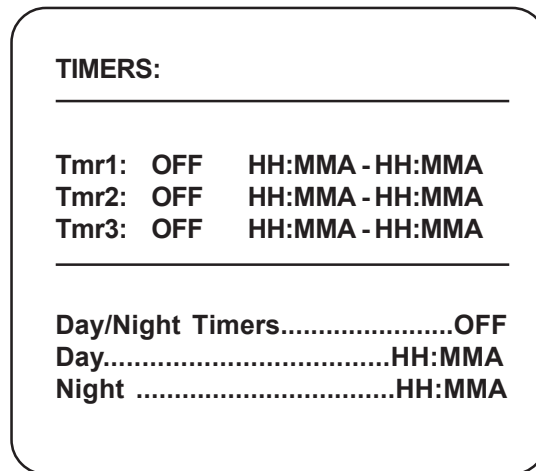 TIMERS:
Tmr1: OFF HH:MMA - HH:MMA
Tmr2: OFF HH:MMA - HH:MMA
Tmr3: OFF HH:MMA - HH:MMA
Day/Night Timers.......................OFF
Day......................................HH:MMA
Night ..................................HH:MMA